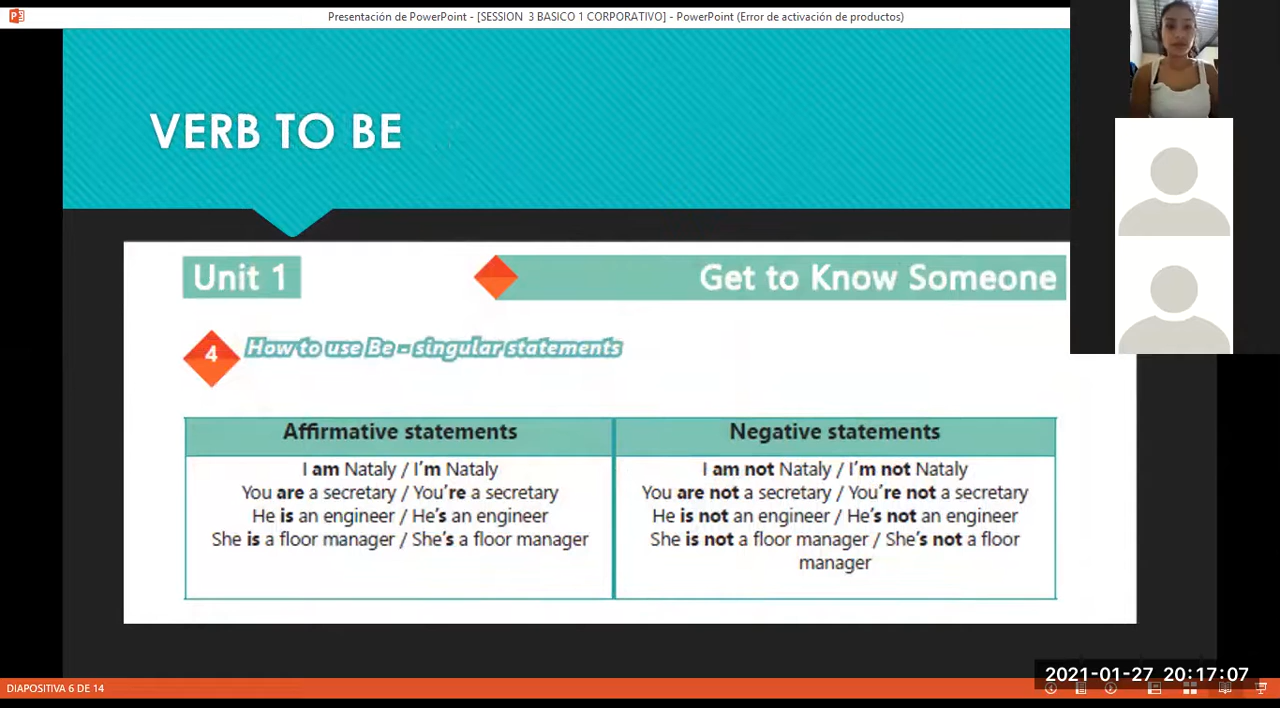 Presentación de PowerPoint - [SESSION  3 BASICO 1 CORPORATIVO] - PowerPoint (Error de activación de productos)
VERB TO BE
Unit 1
Get to Know Someone
4
How to use Be - singular statements
Affirmative statements
I am Nataly / I'm Nataly
You are a secretary / You're a secretary
He is an engineer / He's an engineer
She is a floor manager / She's a floor manager
Negative statements
I am not Nataly / I'm not Nataly
You are not a secretary / You're not a secretary
He is not an engineer / He's not an engineer
She is not a floor manager / She's not a floor
manager
2021-01-27 20:17:07
DIAPOSITIVA 6 DE 14